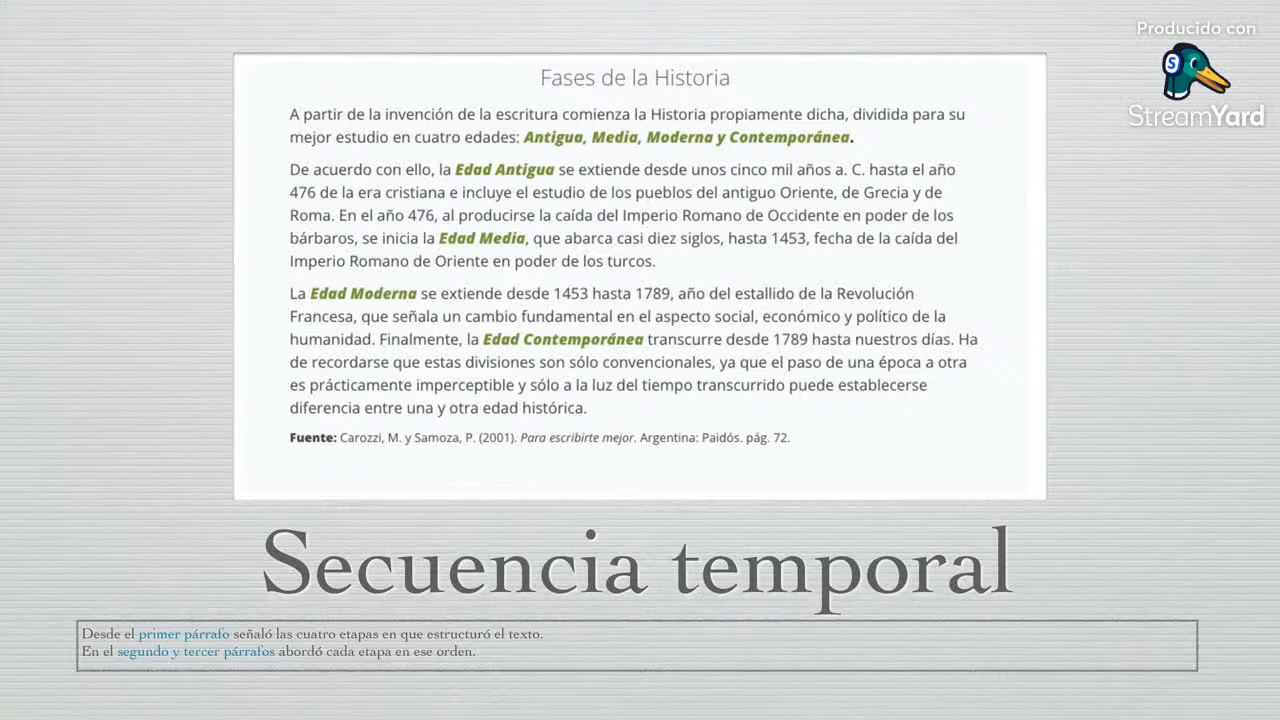 Producido con
S
StreamYard
Fases de la Historia
A partir de la invención de la escritura comienza la Historia propiamente dicha, dividida para su
mejor estudio en cuatro edades: Antigua, Media, Moderna y Contemporánea.
De acuerdo con ello, la Edad Antigua se extiende desde unos cinco mil años a. C. hasta el año
476 de la era cristiana e incluye el estudio de los pueblos del antiguo Oriente, de Grecia y de
Roma. En el año 476, al producirse la caída del Imperio Romano de Occidente en poder de los
bárbaros, se inicia la Edad Media, que abarca casi diez siglos, hasta 1453, fecha de la caída del
Imperio Romano de Oriente en poder de los turcos.
La Edad Moderna se extiende desde 1453 hasta 1789, año del estallido de la Revolución
Francesa, que señala un cambio fundamental en el aspecto social, económico y político de la
humanidad. Finalmente, la Edad Contemporánea transcurre desde 1789 hasta nuestros días. Ha
de recordarse que estas divisiones son sólo convencionales, ya que el paso de una época a otra
es prácticamente imperceptible y sólo a la luz del tiempo transcurrido puede establecerse
diferencia entre una y otra edad histórica.
Fuente: Carozzi, M. y Samoza, P. (2001). Para escribirte mejor. Argentina: Paidós. pág. 72.
Secuencia temporal
Desde el primer párrafo señaló las cuatro etapas en que estructuró el texto.
En el segundo y tercer párrafos abordó cada etapa en ese orden.